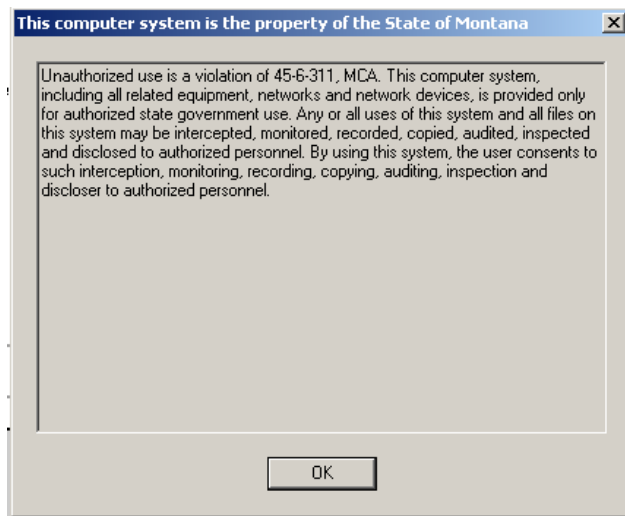 This computer system is the property of the State of Montana
Unauthorized use is a violation of 45-6-311, MCA. This computer system,
including all related equipment, networks and network devices, is provided only
for authorized state government use. Any or all uses of this system and all files on
this system may be intercepted, monitored, recorded, copied, audited, inspected
and disclosed to authorized personnel. By using this system, the user consents to
such interception, monitoring, recording, copying, auditing, inspection and
discloser to authorized personnel.
OK